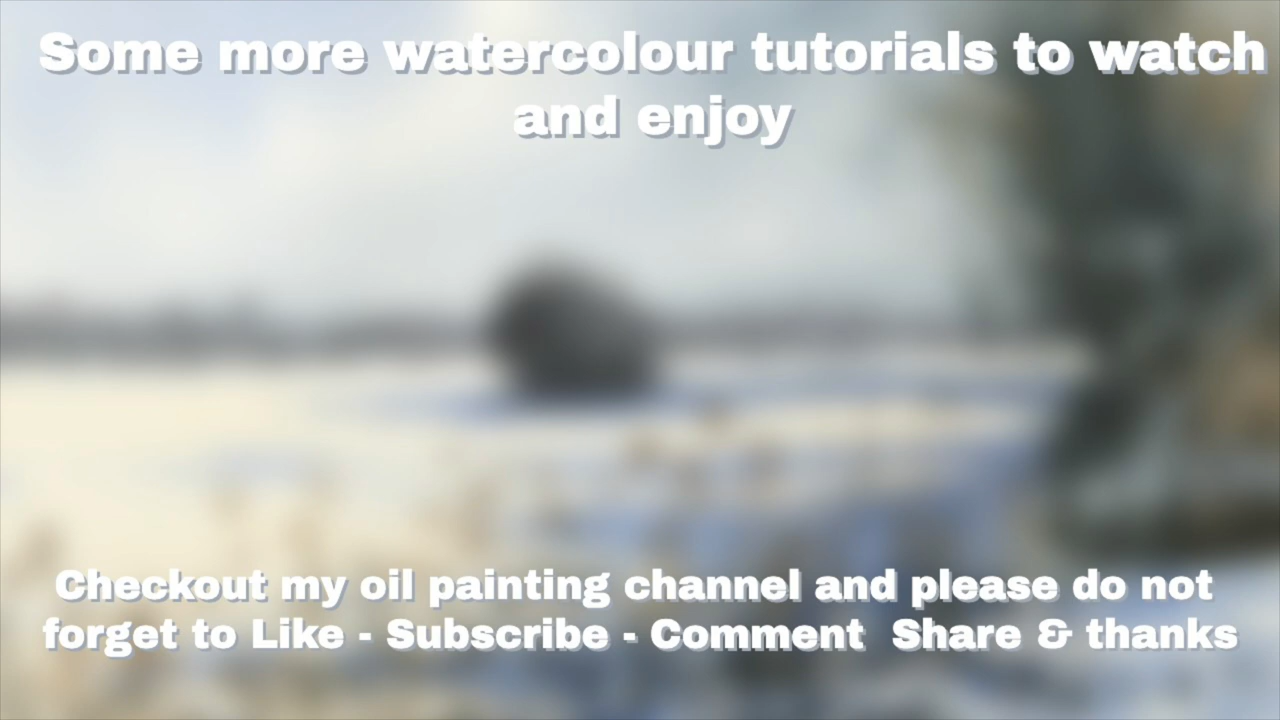 Some more watercolour tutorials to watch
and enjoy
Checkout my oil painting channel and please do not
forget to Like - Subscribe - Comment Share & thanks